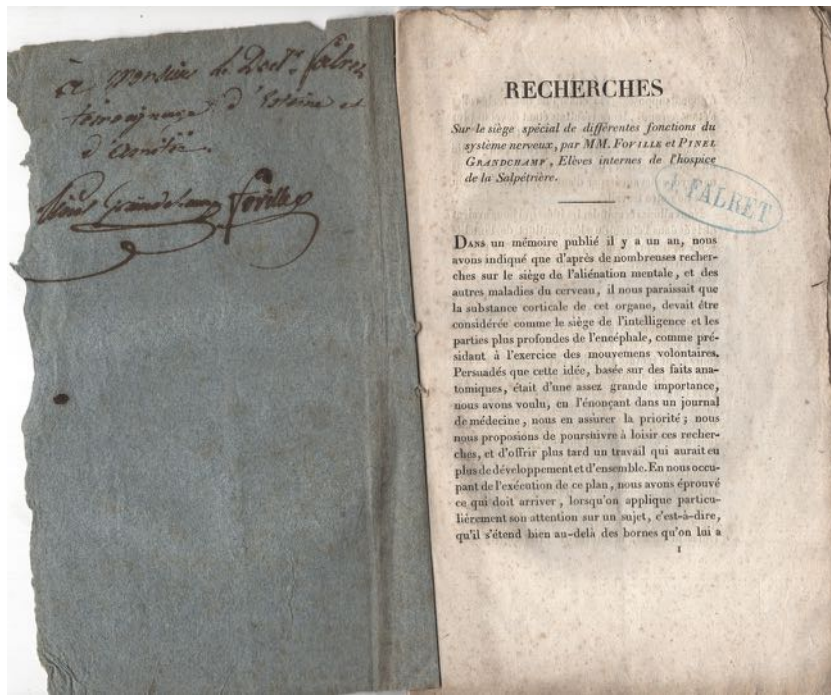 à Monsieur le Doctr. falret
témoignage d'Estime et
d'amitié.
Pinel Grandchamp foville
RECHERCHES
Sur le siège spécial de différentes fonctions du
système nerveux, par MM. FOVILLE et PINEL
GRANDCHAMP, Elèves internes de l'hospice
de la Salpétrière.
J. FALRET
DANS un mémoire publié il y a un an, nous
avons indiqué que d'après de nombreuses recher-
ches sur le siège de l'aliénation mentale, et des
autres maladies du cerveau, il nous paraissait que
la substance corticale de cet organe, devait être
considérée comme le siège de l'intelligence et les
parties plus profondes de l'encéphale, comme pré-
sidant à l'exercice des mouvemens volontaires.
Persuadés que cette idée, basée sur des faits ana-
tomiques, était d'une assez grande importance,
nous avons voulu, en l'énonçant dans un journal
de médecine, nous en assurer la priorité; nous
nous proposions de poursuivre à loisir ces recher-
ches, et d'offrir plus tard un travail qui aurait eu
plus de développement et d'ensemble. En nous occu-
pant de l'exécution de ce plan, nous avons éprouvé
ce qui doit arriver, lorsqu'on applique particu-
lièrement son attention sur un sujet, c'est-à-dire,
qu'il s'étend bien au-delà des bornes qu'on lui a
1